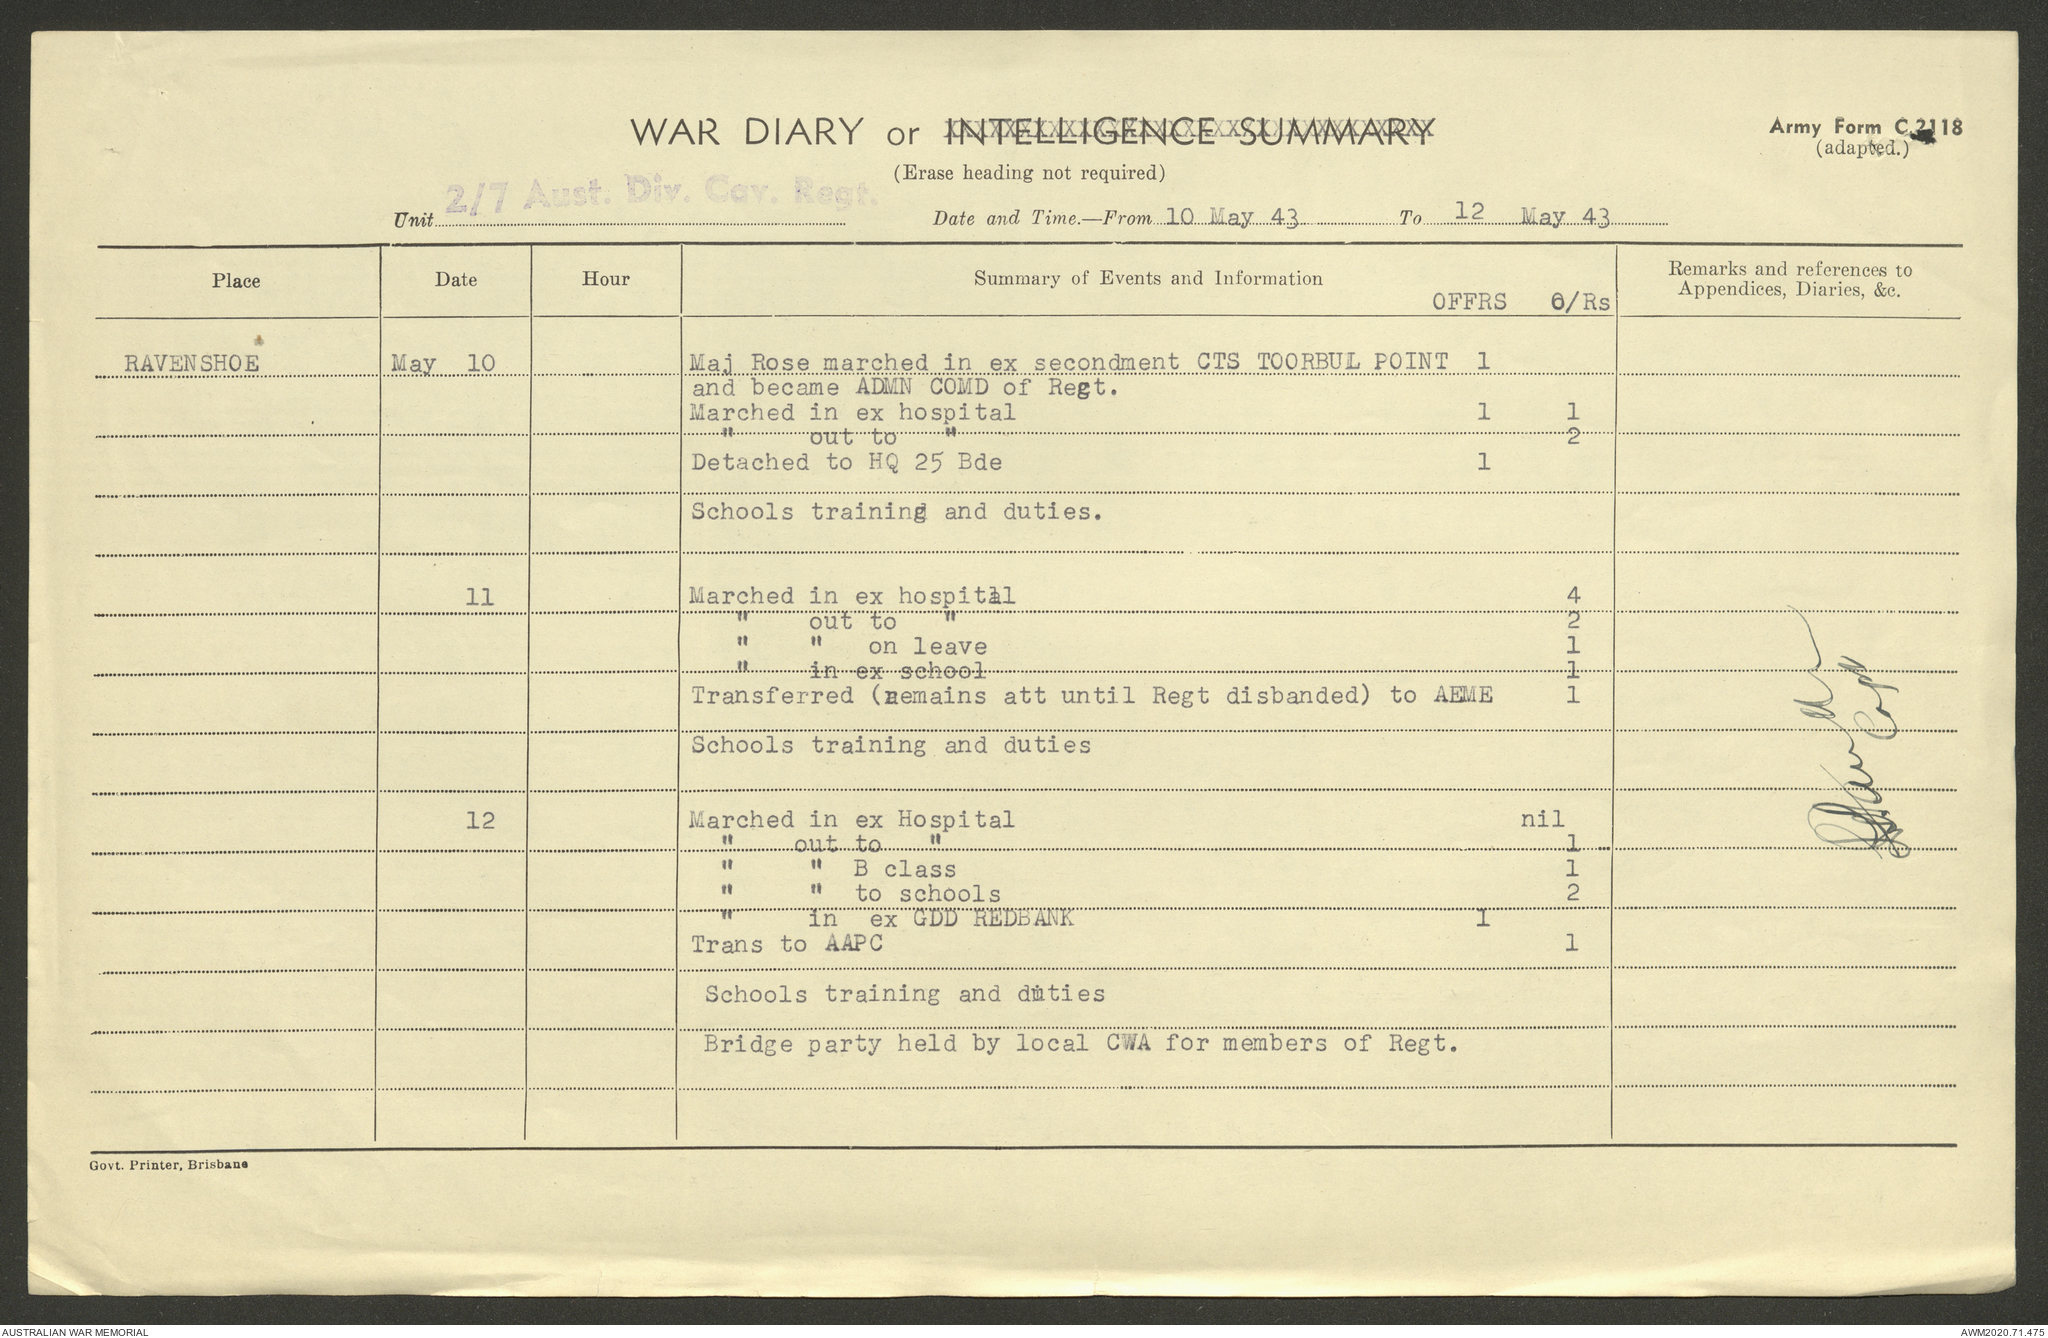 WAR DIARY or INTELLIGENCE SUMMARY
Army Form C.2118
(adapted.)
(Erase heading not required)
Unit 2/7 Aust. Div. Cav. Regt. Date and Time.—From 10 May 43 To 12 May 43
Place Date Hour Summary of Events and Information Remarks and references to
Appendices, Diaries, &c.
OFFRS O/Rs
RAVENSHOE May 10 Maj Rose marched in ex secondment CTS TOORBUL POINT 1
and became ADMN COMD of Regt.
Marched in ex hospital 1 1
" out to " 2
Detached to HQ 25 Bde 1
Schools training and duties.
11 Marched in ex hospital 4
" out to " 2
" " on leave 1
" in ex school 1
Transferred (remains att until Regt disbanded) to AEME 1
Schools training and duties
12 Marched in ex Hospital nil
" out to " 1
" " B class 1
" " to schools 2
" in ex GDD REDBANK 1
Trans to AAPC 1
Schools training and duties
Bridge party held by local CWA for members of Regt.
Govt. Printer, Brisbane
AUSTRALIAN WAR MEMORIAL
AWM2020.71.475